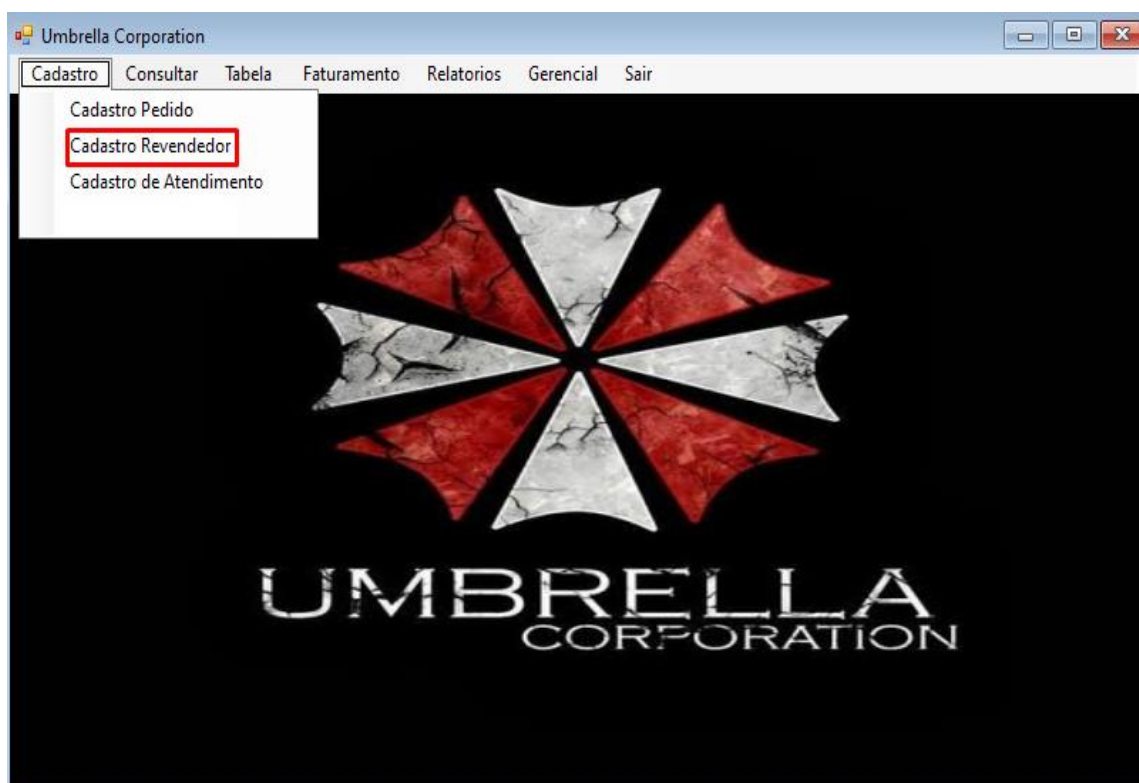 Umbrella Corporation
Cadastro Consultar Tabela Faturamento Relatorios Gerencial Sair
Cadastro Pedido
Cadastro Revendedor
Cadastro de Atendimento
UMBRELLA
CORPORATION